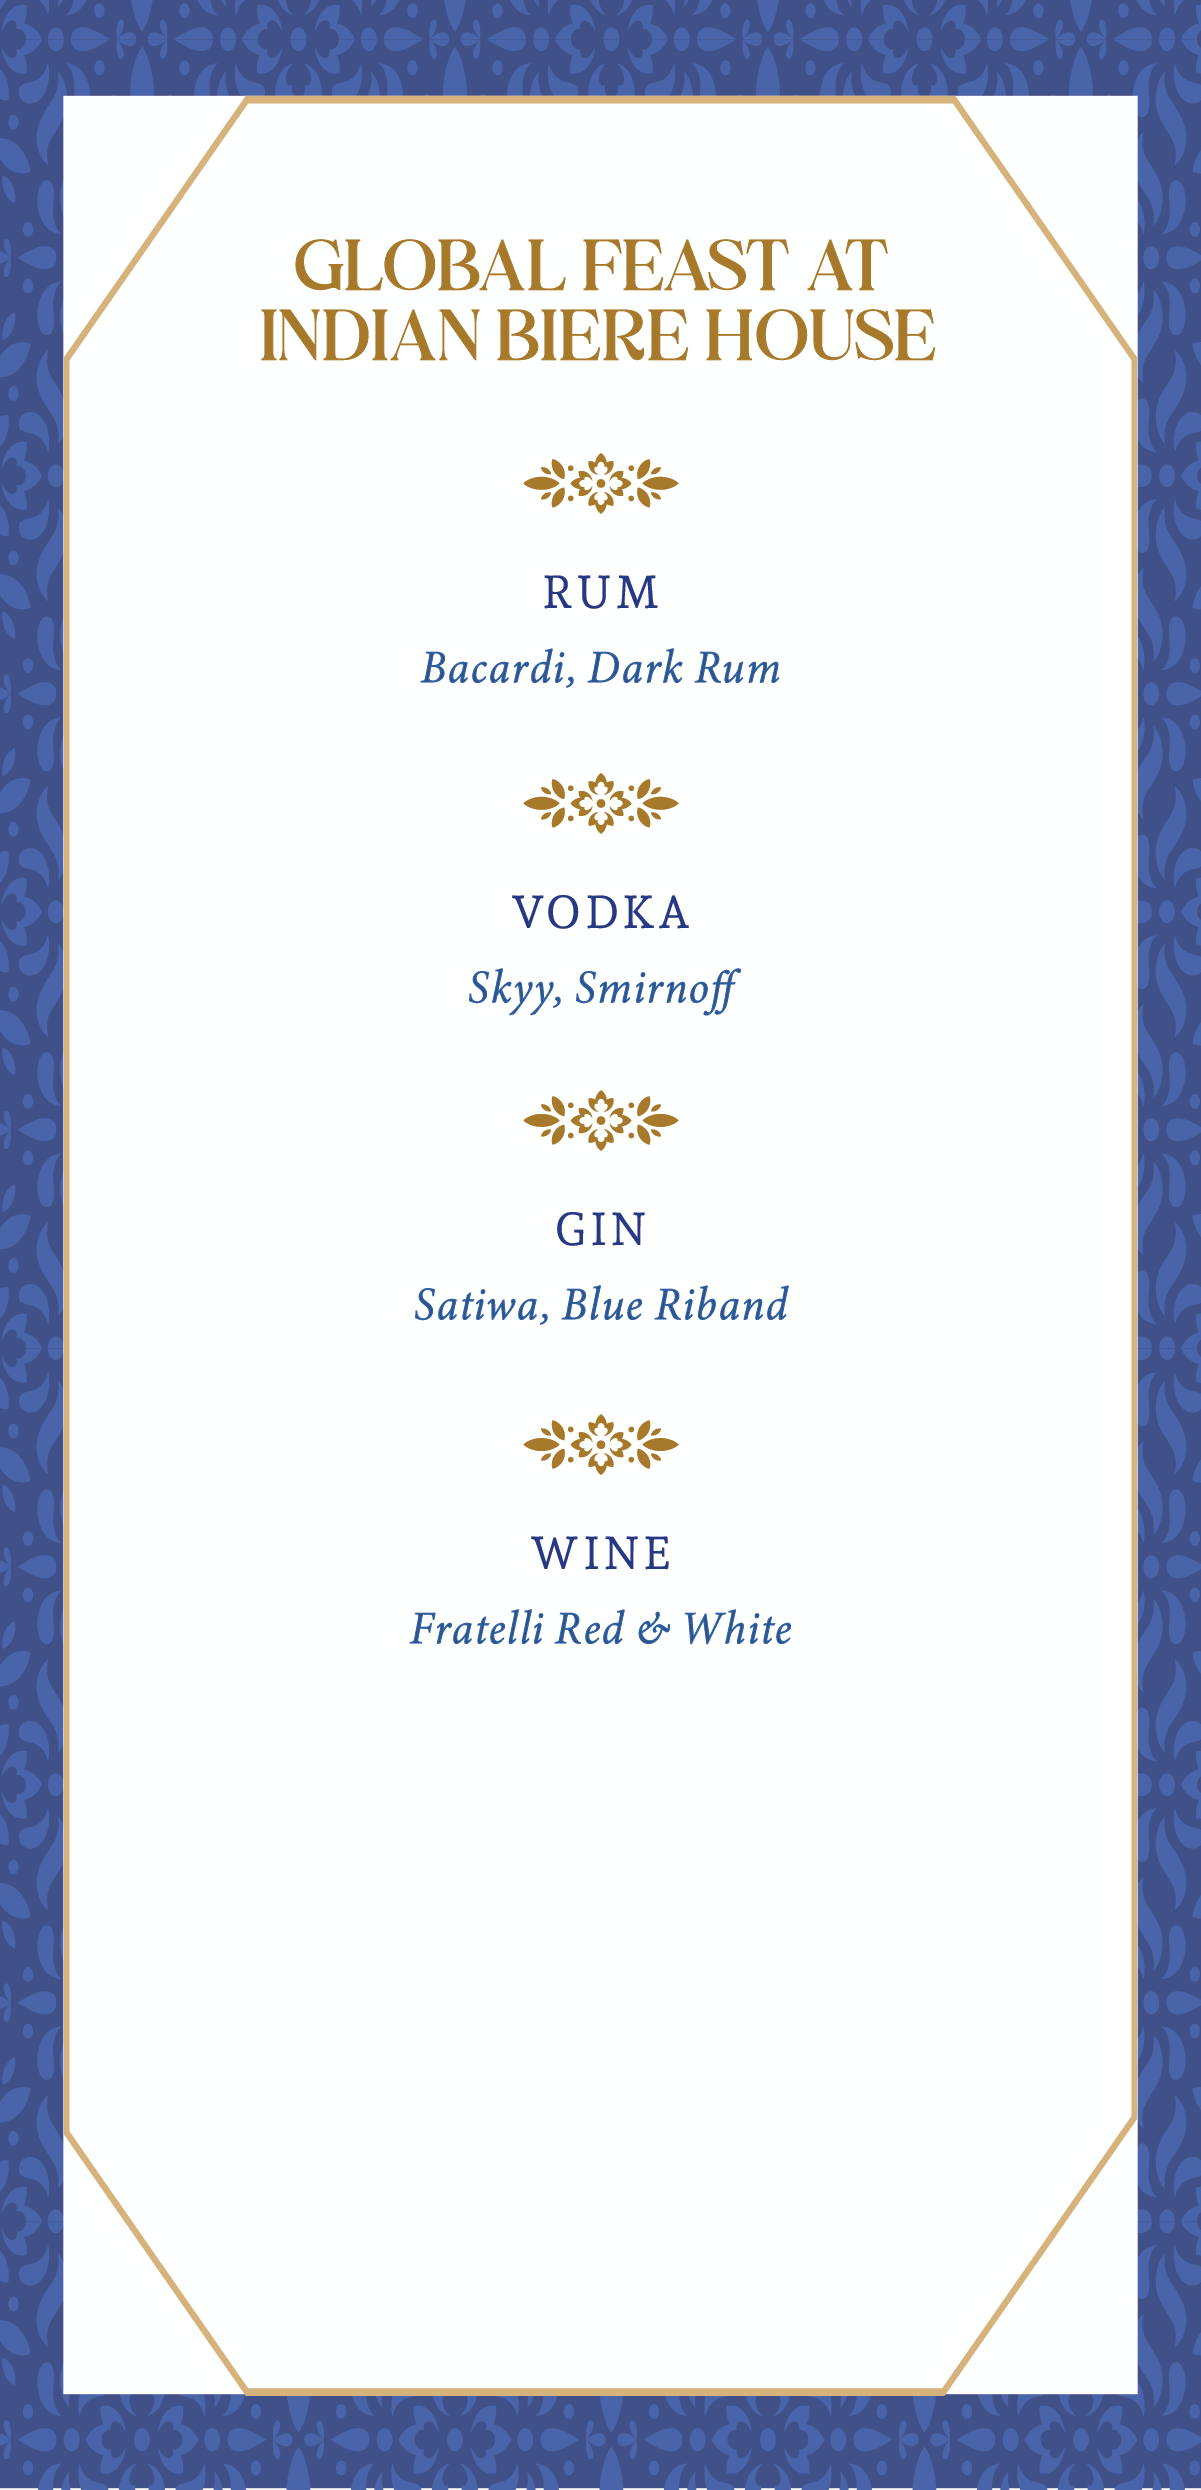 GLOBAL FEAST AT
INDIAN BIERE HOUSE
RUM
Bacardi, Dark Rum
VODKA
Skyy, Smirnoff
GIN
Satiwa, Blue Riband
WINE
Fratelli Red & White